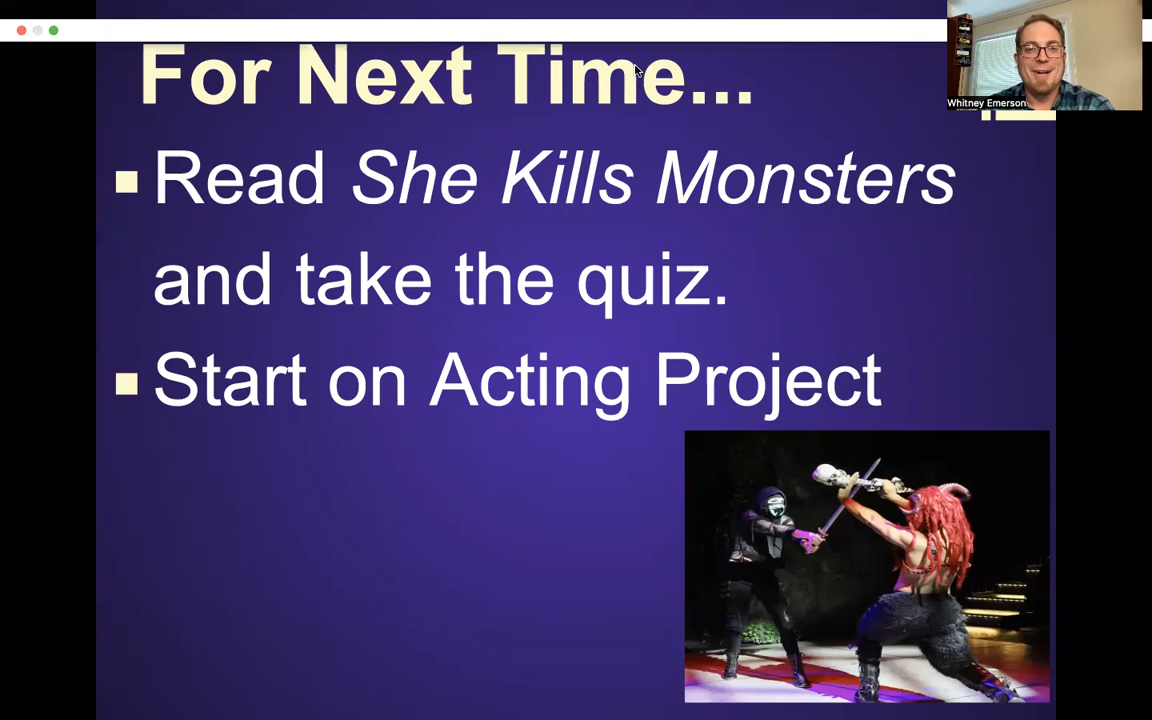 For Next Time...
Whitney Emerson
Read She Kills Monsters
and take the quiz.
Start on Acting Project